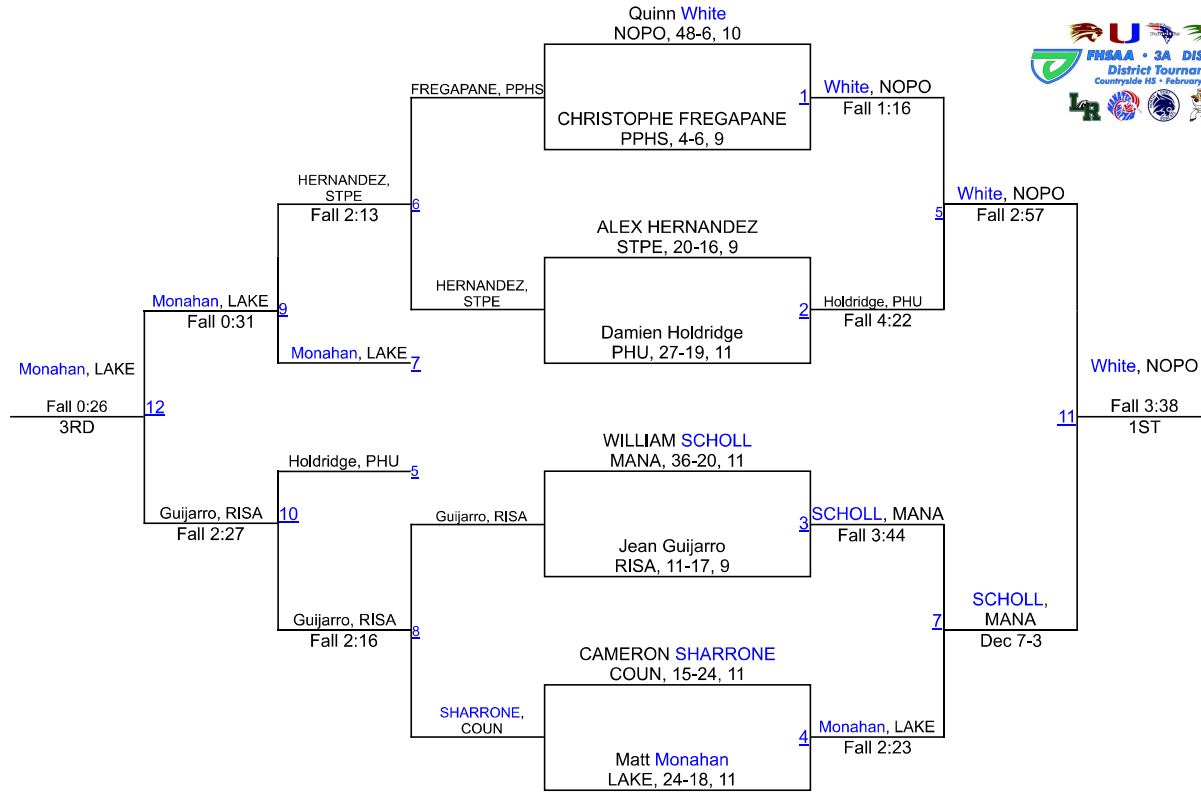 Quinn White
NOPO, 48-6, 10
FHSAA • 3A DIS
District Tournam
Countryside HS • February
LR
FREGAPANE, PPHS
1
White, NOPO
Fall 1:16
CHRISTOPHE FREGAPANE
PPHS, 4-6, 9
HERNANDEZ,
STPE
Fall 2:13
6
5
White, NOPO
Fall 2:57
ALEX HERNANDEZ
STPE, 20-16, 9
HERNANDEZ,
STPE
2
Holdridge, PHU
Fall 4:22
Monahan, LAKE
Fall 0:31
9
Damien Holdridge
PHU, 27-19, 11
Monahan, LAKE
7
Monahan, LAKE
Fall 0:26
3RD
12
White, NOPO
Fall 3:38
1ST
11
WILLIAM SCHOLL
MANA, 36-20, 11
Holdridge, PHU
5
Guijarro, RISA
Fall 2:27
10
Guijarro, RISA
3
SCHOLL, MANA
Fall 3:44
Jean Guijarro
RISA, 11-17, 9
Guijarro, RISA
Fall 2:16
8
7
SCHOLL,
MANA
Dec 7-3
CAMERON SHARRONE
COUN, 15-24, 11
SHARRONE,
COUN
4
Monahan, LAKE
Fall 2:23
Matt Monahan
LAKE, 24-18, 11